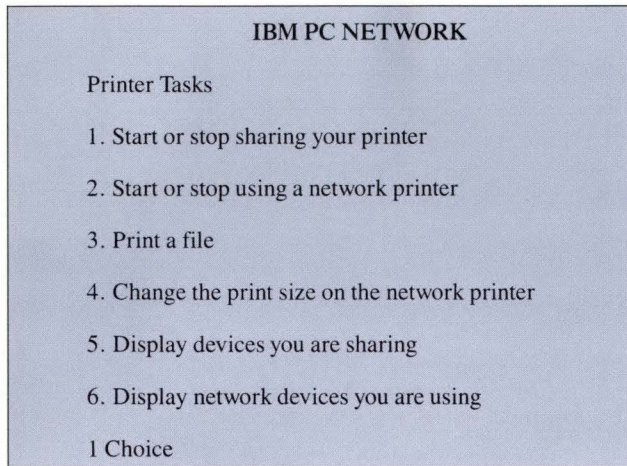 IBM PC NETWORK
Printer Tasks
1. Start or stop sharing your printer
2. Start or stop using a network printer
3. Print a file
4. Change the print size on the network printer
5. Display devices you are sharing
6. Display network devices you are using
1 Choice